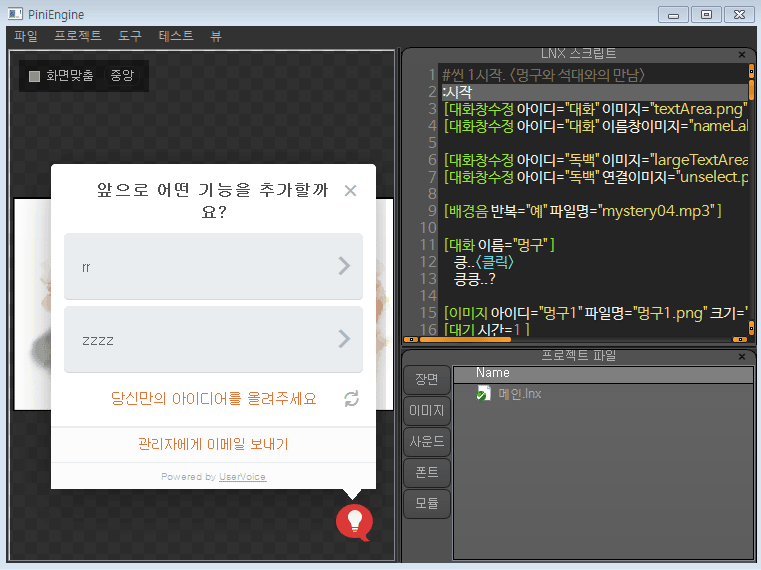 PiniEngine
파일 프로젝트 도구 테스트 뷰
화면맞춤 중앙
앞으로 어떤 기능을 추가할까
요?
rr
zzzz
당신만의 아이디어를 올려주세요
관리자에게 이메일 보내기
Powered by UserVoice
LNX 스크립트
1 #씬 1시작. <멍구와 석대와의 만남>
2 :시작
3 [대화창수정 아이디="대화" 이미지="textArea.png"
4 [대화창수정 아이디="대화" 이름창이미지="nameLal
5
6 [대화창수정 아이디="독백" 이미지="largeTextArea
7 [대화창수정 아이디="독백" 연결이미지="unselect.p
8
9 [배경음 반복="예" 파일명="mystery04.mp3" ]
10
11 [대화 이름="멍구" ]
12 킁..<클릭>
13 킁킁..?
14
15 [이미지 아이디="멍구1" 파일명="멍구1.png" 크기="
16 [대기 시간=1 ]
프로젝트 파일
장면
이미지
사운드
폰트
모듈
Name
메인.lnx